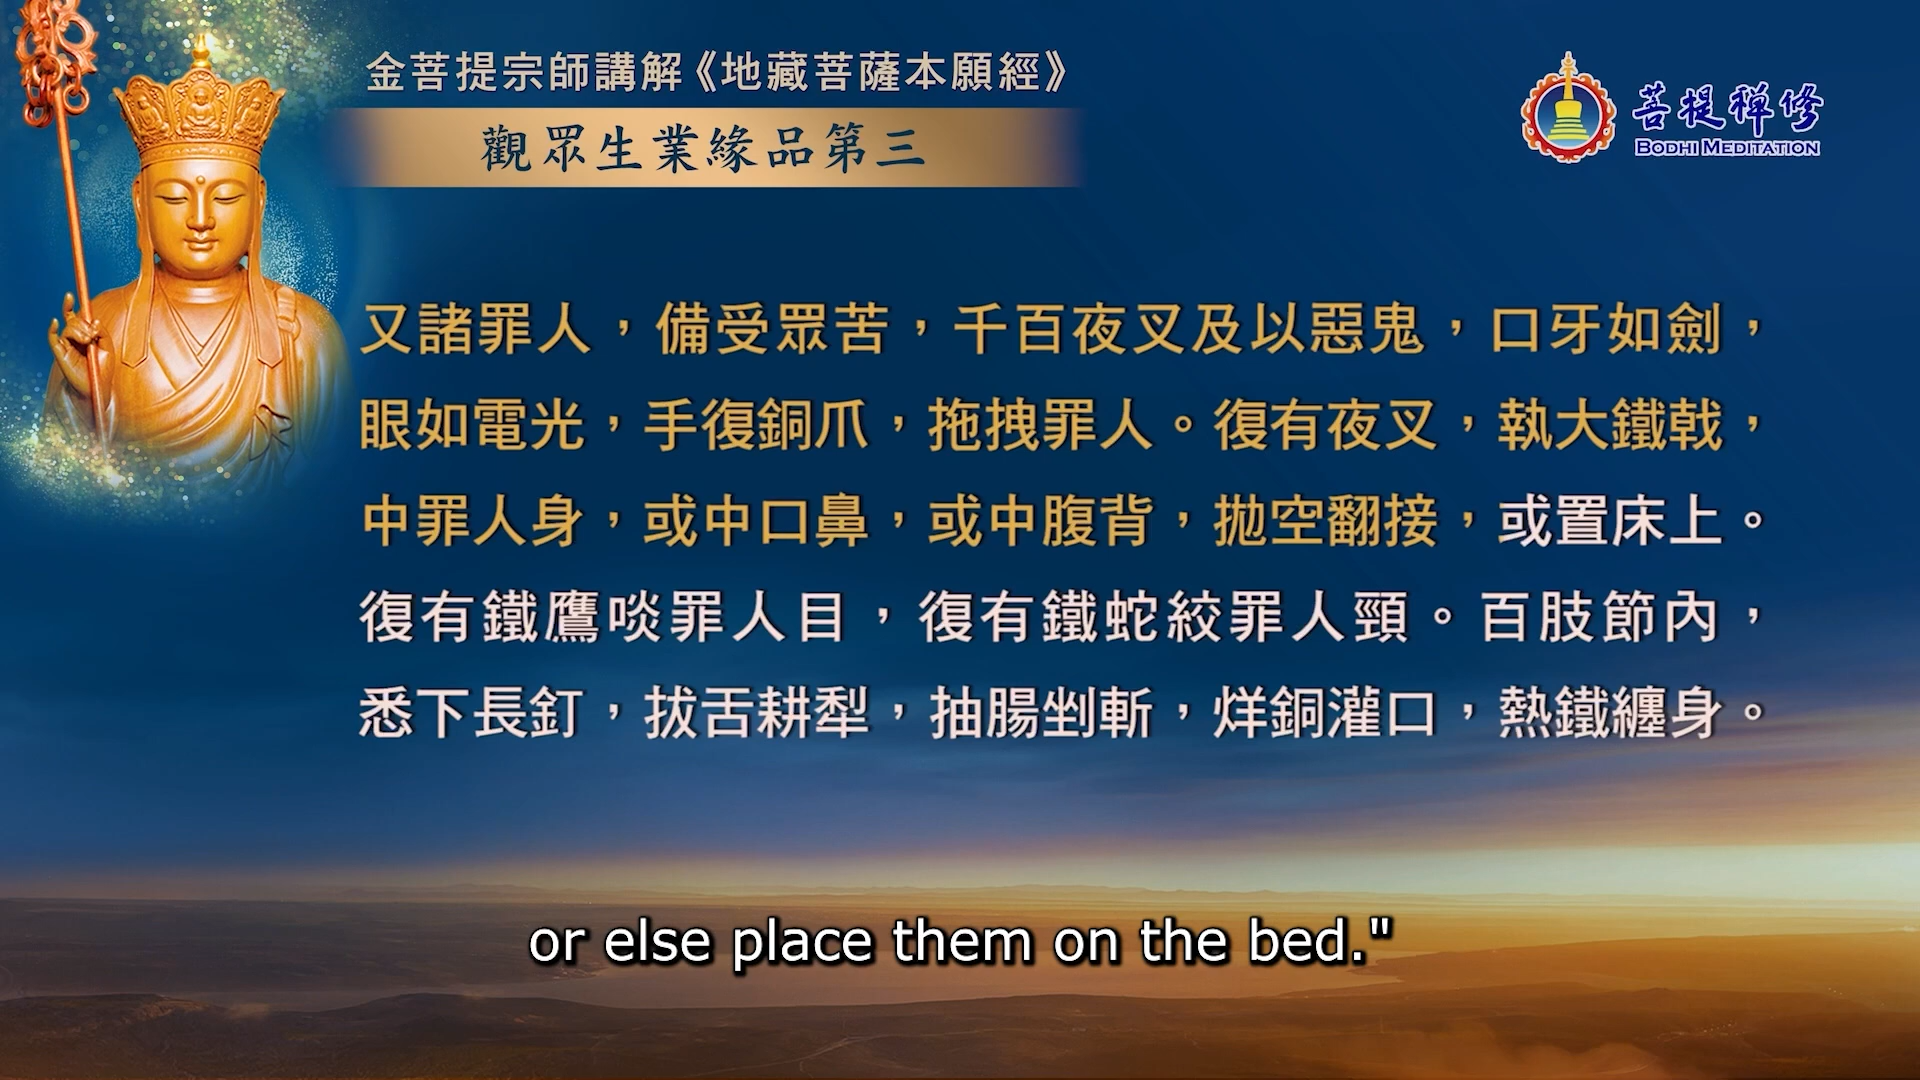 金菩提宗師講解《地藏菩薩本願經》
觀眾生業緣品第三
菩提禪修
BODHI MEDITATION
又諸罪人，備受眾苦，千百夜叉及以惡鬼，口牙如劍，
眼如電光，手復銅爪，拖拽罪人。復有夜叉，執大鐵戟，
中罪人身，或中口鼻，或中腹背，拋空翻接，或置床上。
復有鐵鷹啖罪人目，復有鐵蛇絞罪人頸。百肢節內，
悉下長釘，拔舌耕犁，抽腸剉斬，烊銅灌口，熱鐵纏身。
or else place them on the bed."